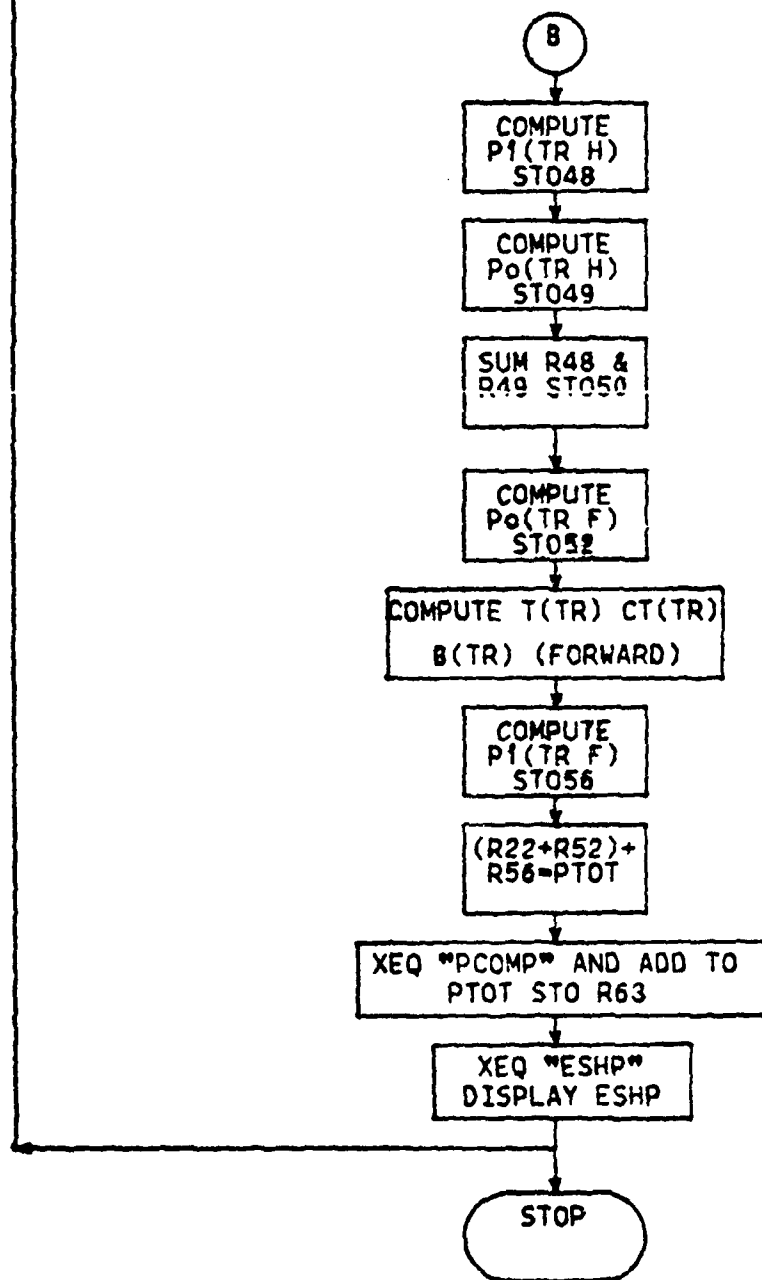 B
COMPUTE
Pi(TR H)
STO48
COMPUTE
Po(TR H)
STO49
SUM R48 &
R49 STO50
COMPUTE
Po(TR F)
STO52
COMPUTE T(TR) CT(TR)
B(TR) (FORWARD)
COMPUTE
Pi(TR F)
STO56
(R22+R52)+
R56=PTOT
XEQ "PCOMP" AND ADD TO
PTOT STO R63
XEQ "ESHP"
DISPLAY ESHP
STOP